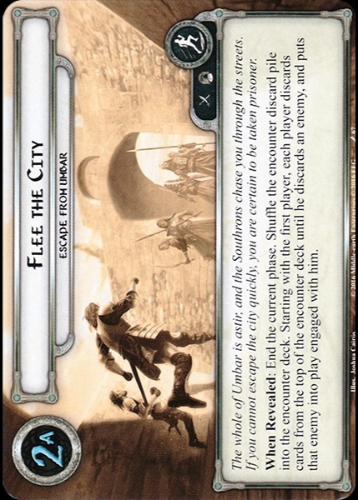 2A
FLEE THE CITY
ESCAPE FROM UMBAR
The whole of Umbar is astir, and the Southrons chase you through the streets.
If you cannot escape the city quickly, you are certain to be taken prisoner.
When Revealed: End the current phase. Shuffle the encounter discard pile
into the encounter deck. Starting with the first player, each player discards
cards from the top of the encounter deck until he discards an enemy, and puts
that enemy into play engaged with him.
Illus. Joshua Cairós © 2016 Middle-earth Enterprises © 2016 FFG 67